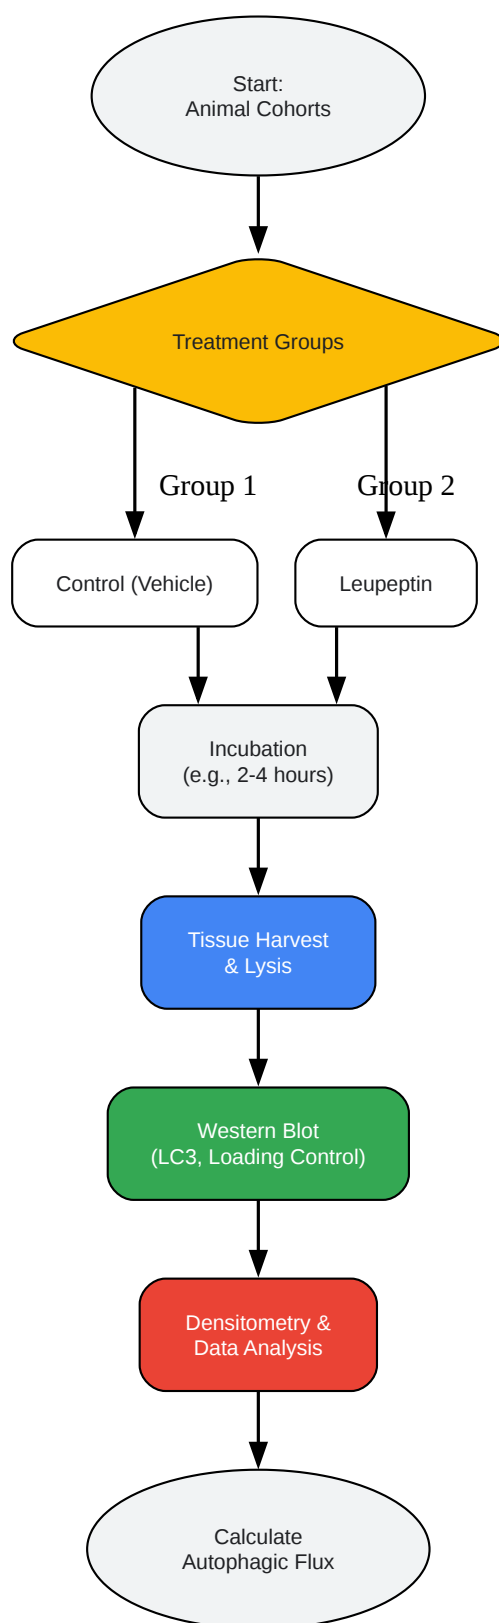 Start:
Animal Cohorts
Treatment Groups
Group 1
Group 2
Control (Vehicle)
Leupeptin
Incubation
(e.g., 2-4 hours)
Tissue Harvest
& Lysis
Western Blot
(LC3, Loading Control)
Densitometry &
Data Analysis
Calculate
Autophagic Flux